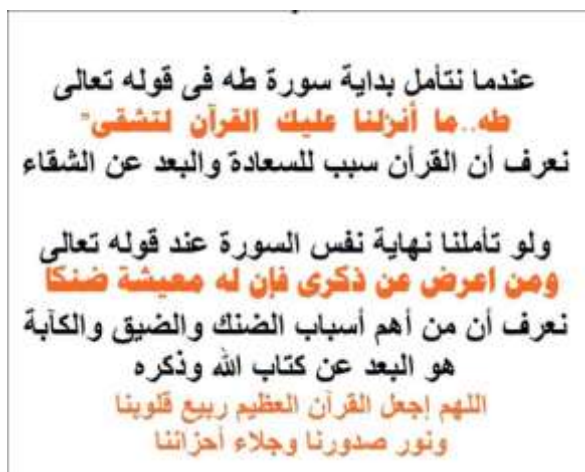 عندما نتأمل بداية سورة طه فى قوله تعالى
طه..ما أنزلنا عليك القرآن لتشقى"
نعرف أن القرأن سبب للسعادة والبعد عن الشقاء
ولو تأملنا نهاية نفس السورة عند قوله تعالى
ومن اعرض عن ذكرى فإن له معيشة ضنكا
نعرف أن من أهم أسباب الضنك والضيق والكآبة
هو البعد عن كتاب الله وذكره
اللهم إجعل القرآن العظيم ربيع قلوبنا
ونور صدورنا وجلاء أحزاننا